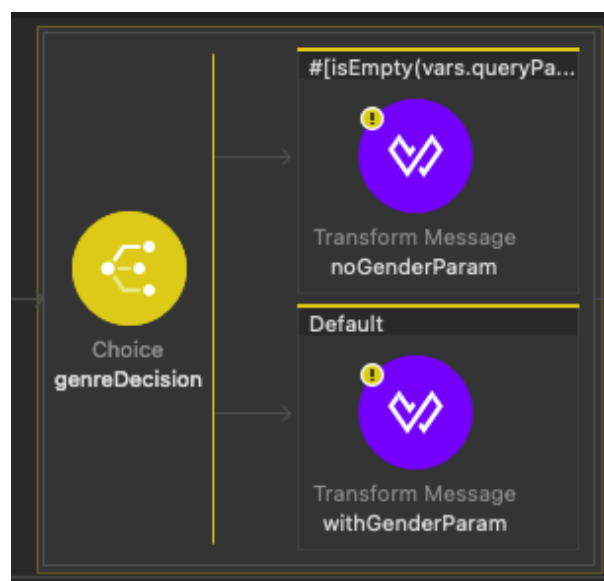 #[isEmpty(vars.queryPa...
Transform Message
noGenderParam
Choice
genreDecision
Default
Transform Message
withGenderParam